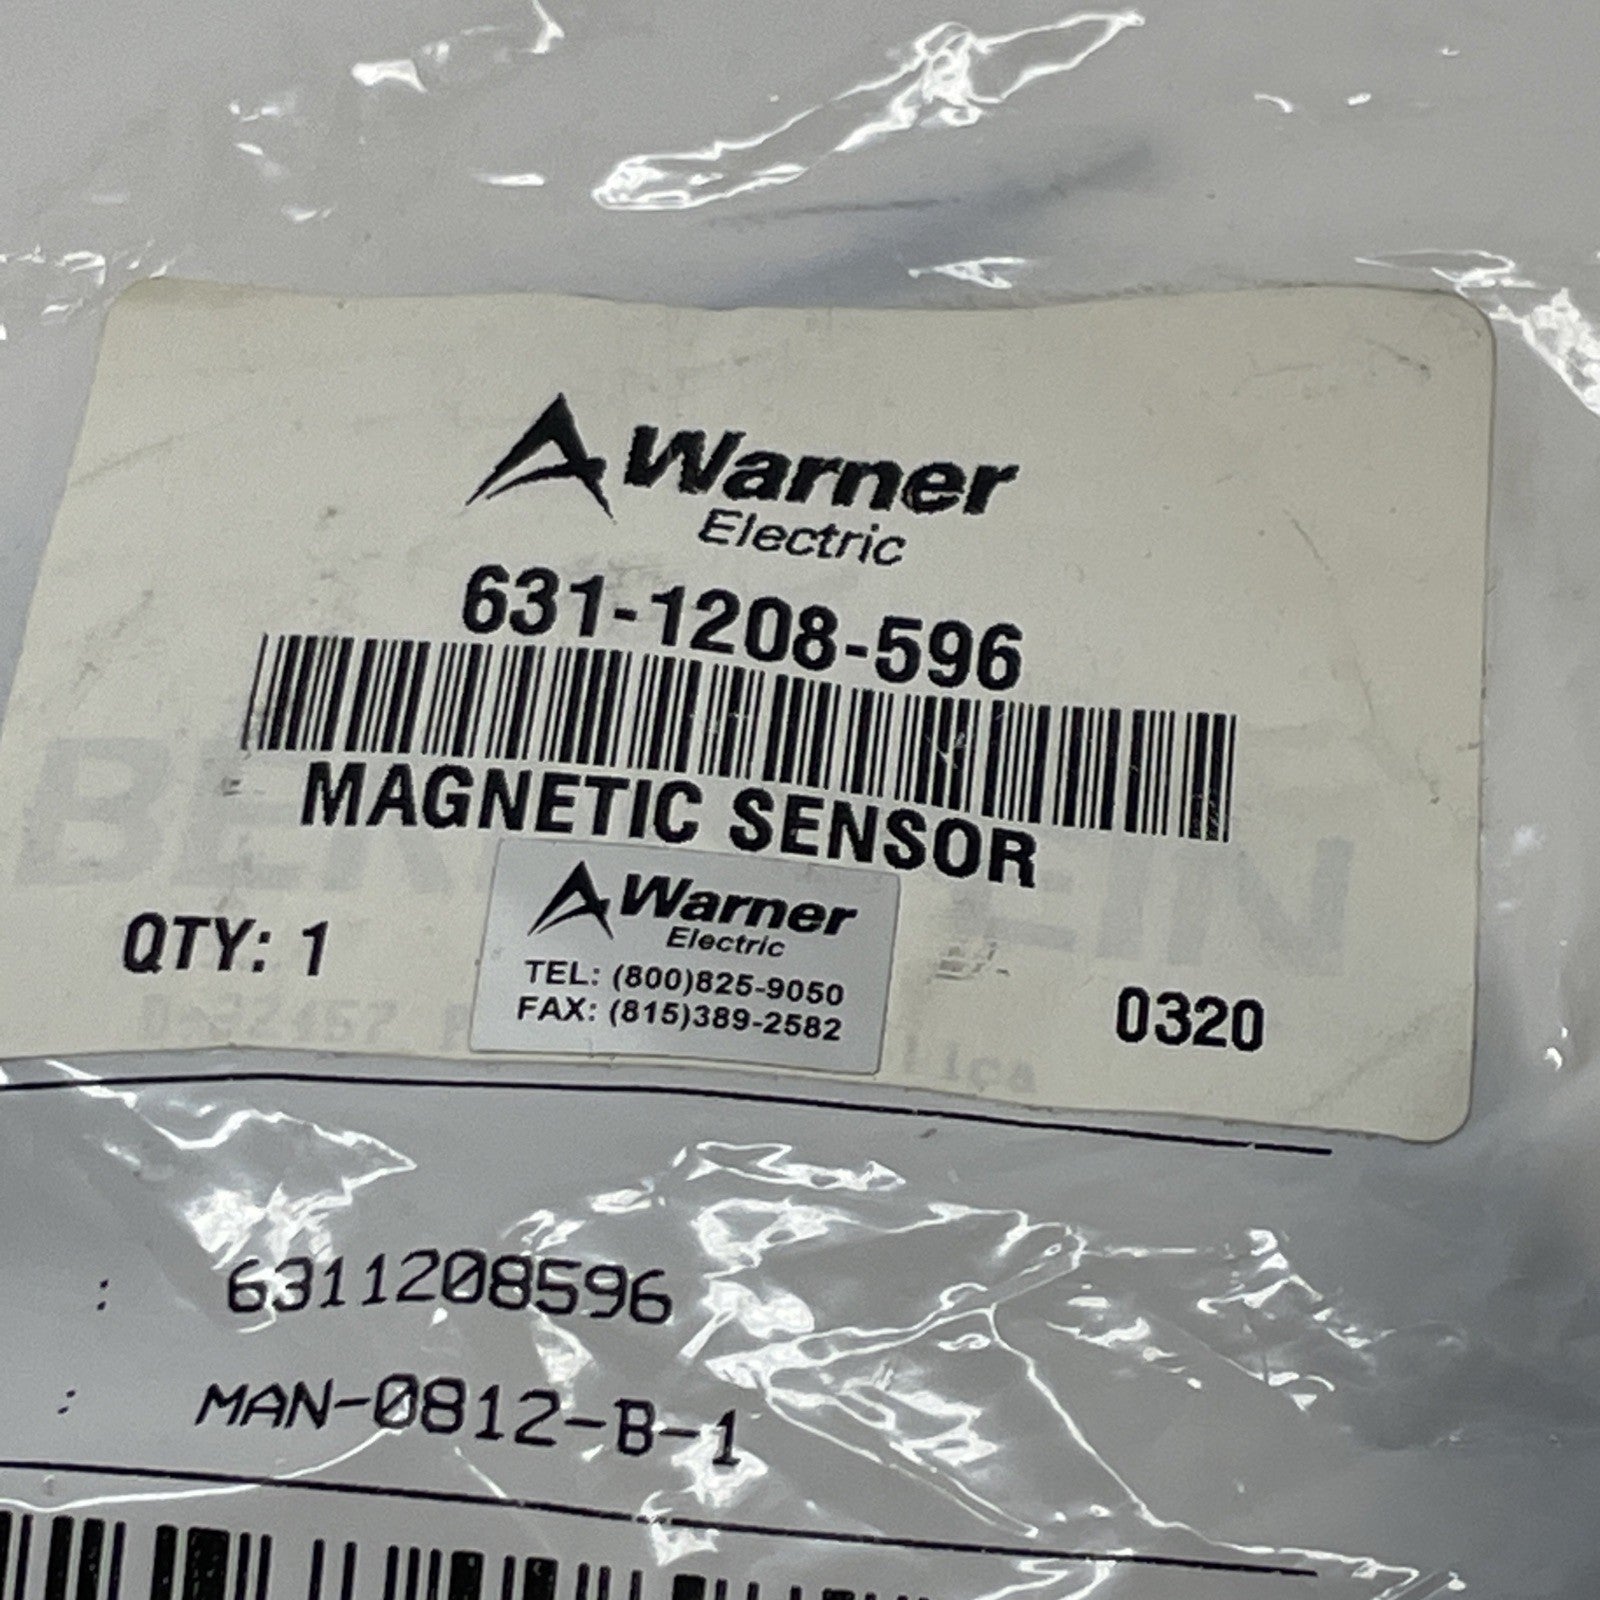 Warner
Electric
631-1208-596
MAGNETIC SENSOR
Warner
Electric
TEL: (800)825-9050
FAX: (815)389-2582
QTY: 1
0320
: 6311208596
: MAN-0812-B-1